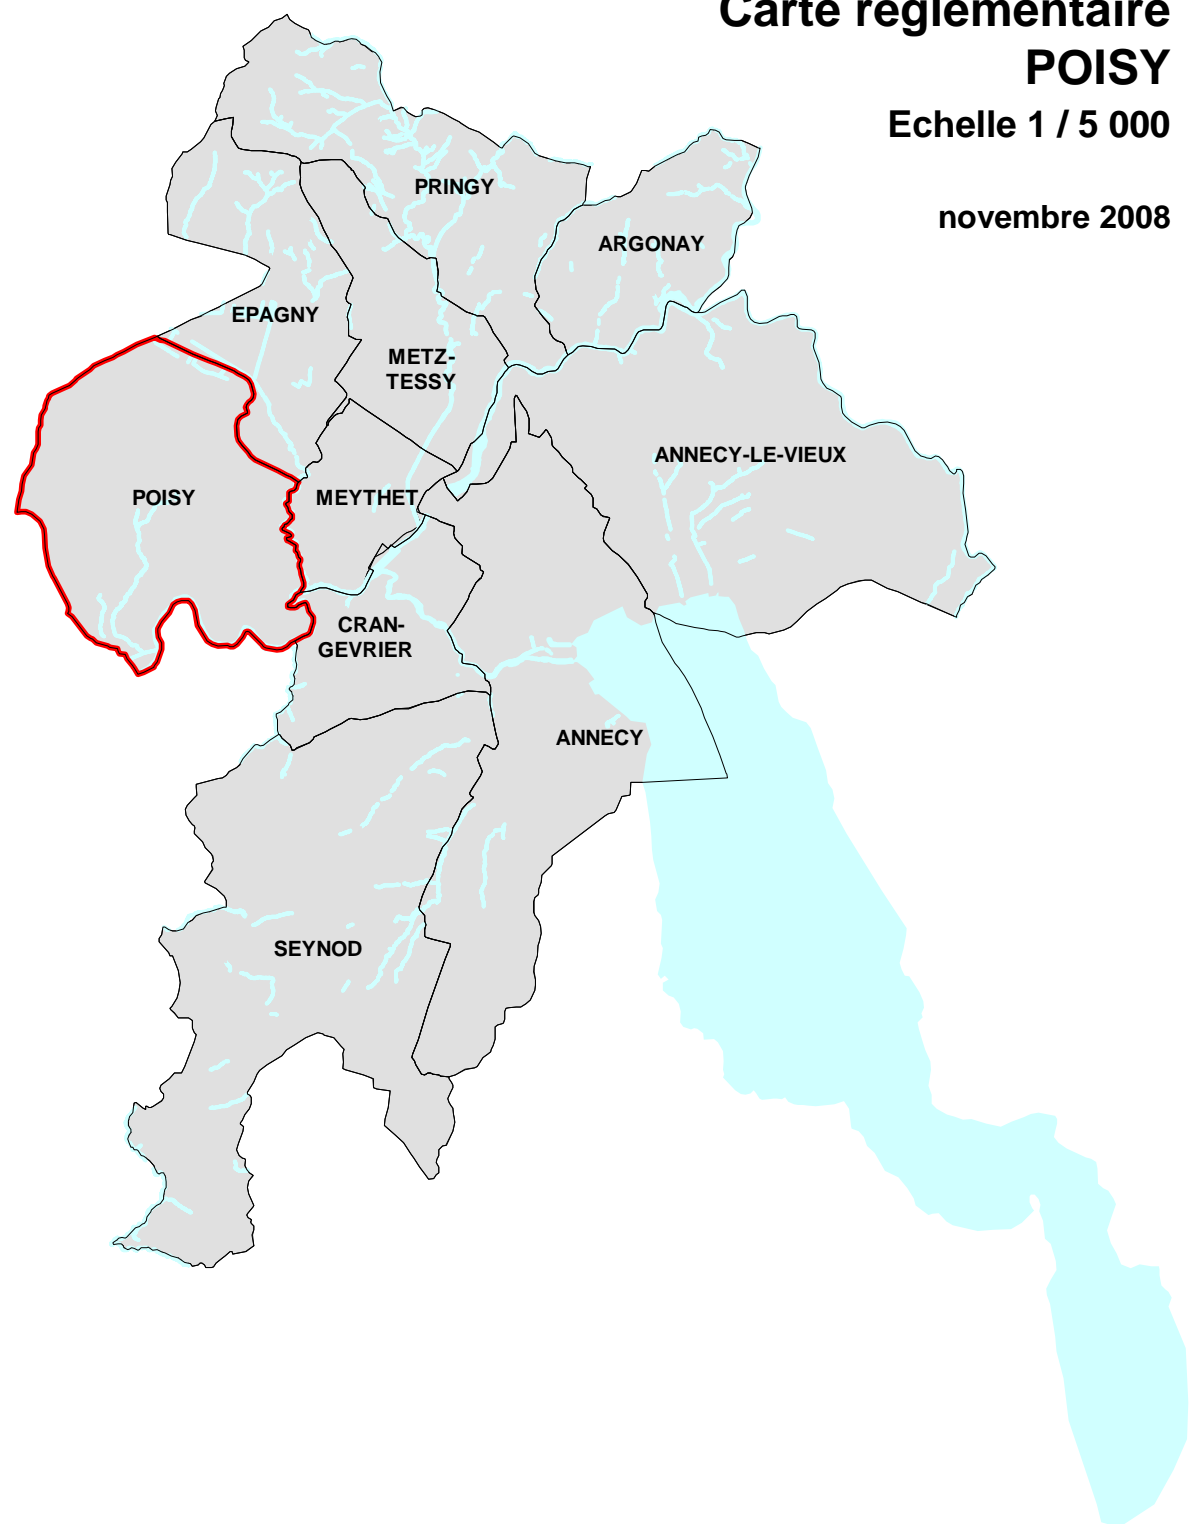 Carte réglementaire
POISY
Echelle 1 / 5 000
novembre 2008
PRINGY
ARGONAY
EPAGNY
METZ-
TESSY
ANNECY-LE-VIEUX
POISY
MEYTHET
CRAN-
GEVRIER
ANNECY
SEYNOD